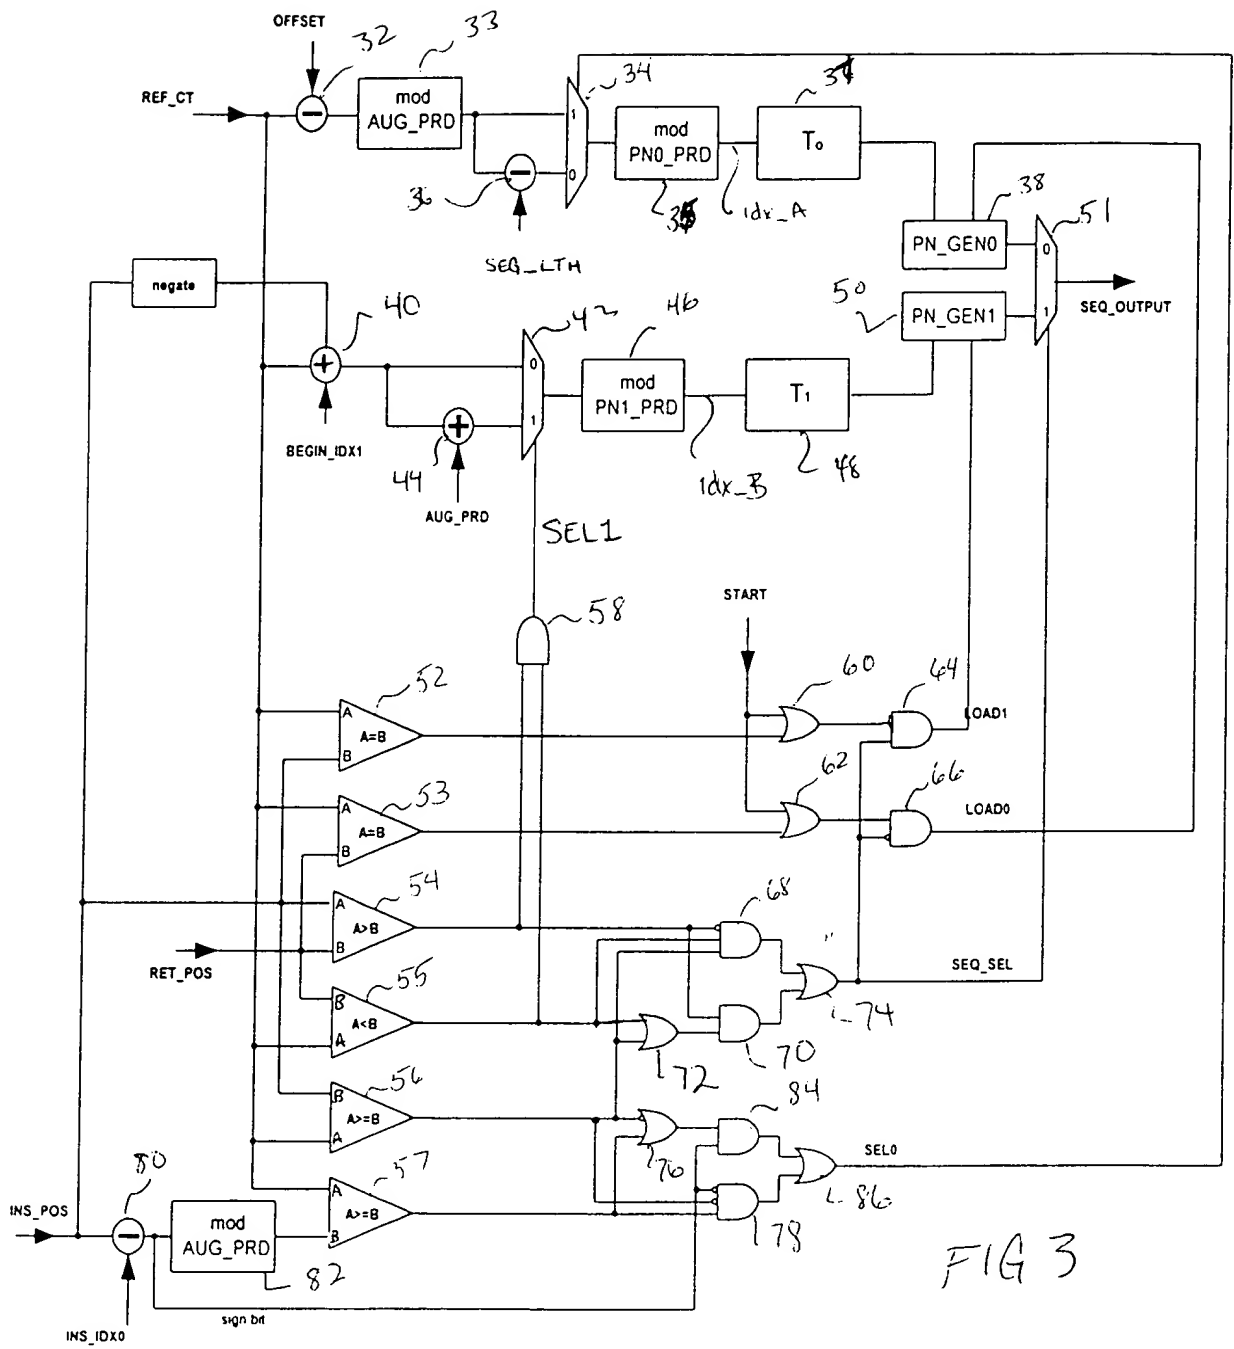 OFFSET
32
33
REF_CT
mod
AUG_PRD
34
1
0
36
SEQ_LTH
mod
PN0_PRD
idx_A
T0
38
PN_GEN0
51
0
1
SEQ_OUTPUT
50
PN_GEN1
negate
40
BEGIN_IDX1
42
0
1
44
AUG_PRD
46
mod
PN1_PRD
idx_B
T1
48
SEL1
58
START
52
A
A=B
B
60
64
LOAD1
53
A
A=B
B
62
66
LOAD0
54
A
A>B
B
68
RET_POS
SEQ_SEL
74
55
B
A<B
A
72
70
56
B
A>=B
A
84
76
SEL0
86
57
A
A>=B
B
78
80
INS_POS
mod
AUG_PRD
82
sign bit
INS_IDX0
FIG 3